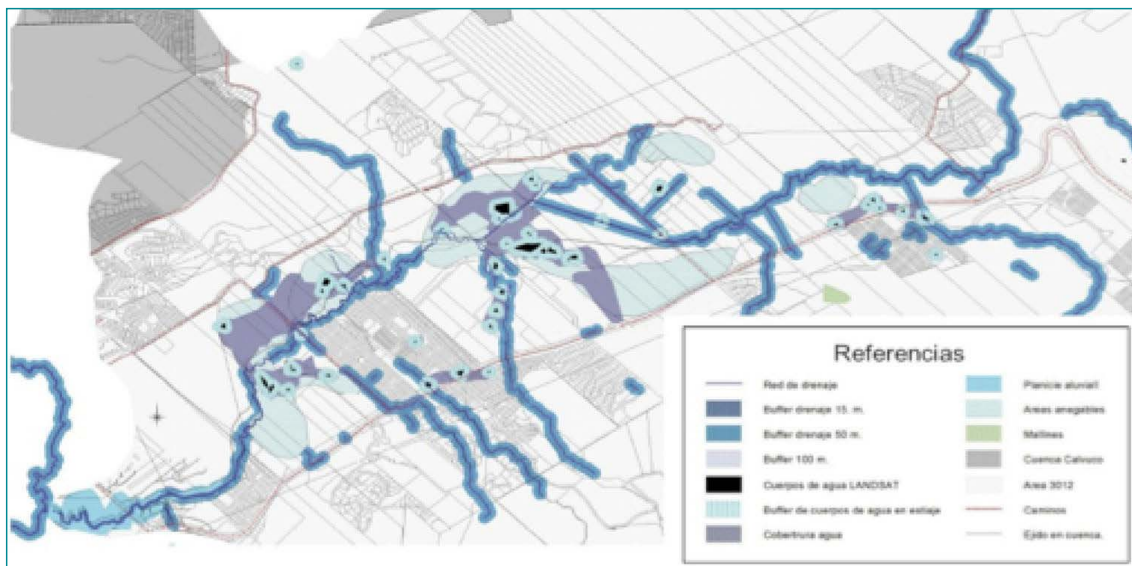 Referencias
Red de drenaje
Buffer drenaje 15. m.
Buffer drenaje 50 m.
Buffer 100 m.
Cuerpos de agua LANDSAT
Buffer de cuerpos de agua en estiaje
Cobertrura agua
Planicie aluvial1
Areas anegables
Mallines
Cuenca Calvuco
Area 3012
Caminos
Ejido en cuenca.